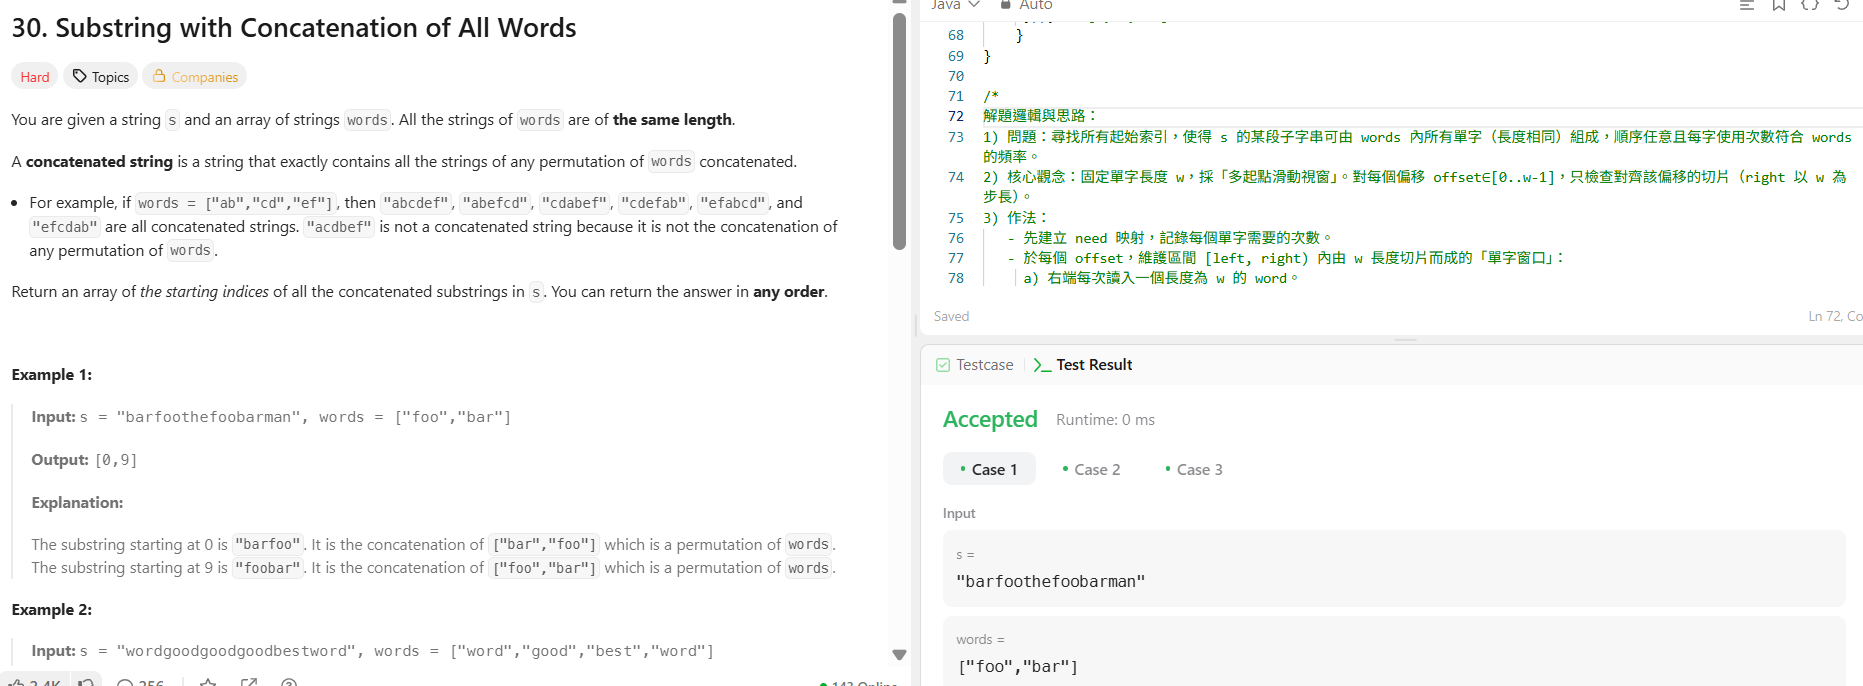 30. Substring with Concatenation of All Words
Hard Topics Companies
You are given a string s and an array of strings words. All the strings of words are of the same length.
A concatenated string is a string that exactly contains all the strings of any permutation of words concatenated.
• For example, if words = ["ab","cd","ef"], then "abcdef", "abefcd", "cdabef", "cdefab", "efabcd", and
"efcdab" are all concatenated strings. "acdbef" is not a concatenated string because it is not the concatenation of
any permutation of words.
Return an array of the starting indices of all the concatenated substrings in s. You can return the answer in any order.
Example 1:
Input: s = "barfoothefoobarman", words = ["foo","bar"]
Output: [0,9]
Explanation:
The substring starting at 0 is "barfoo". It is the concatenation of ["bar","foo"] which is a permutation of words.
The substring starting at 9 is "foobar". It is the concatenation of ["foo","bar"] which is a permutation of words.
Example 2:
Input: s = "wordgoodgoodgoodbestword", words = ["word","good","best","word"]
2.4K 256 143 Online
Java Auto
68 }
69 }
70
71 /*
72 解題邏輯與思路：
73 1) 問題：尋找所有起始索引，使得 s 的某段子字串可由 words 內所有單字（長度相同）組成，順序任意且每字使用次數符合 words
的頻率。
74 2) 核心觀念：固定單字長度 w，採「多起點滑動視窗」。對每個偏移 offset∈[0..w-1]，只檢查對齊該偏移的切片（right 以 w 為
步長）。
75 3) 作法：
76 - 先建立 need 映射，記錄每個單字需要的次數。
77 - 於每個 offset，維護區間 [left, right) 內由 w 長度切片而成的「單字窗口」：
78 a) 右端每次讀入一個長度為 w 的 word。
Saved Ln 72, Co
Testcase Test Result
Accepted Runtime: 0 ms
• Case 1 • Case 2 • Case 3
Input
s =
"barfoothefoobarman"
words =
["foo","bar"]